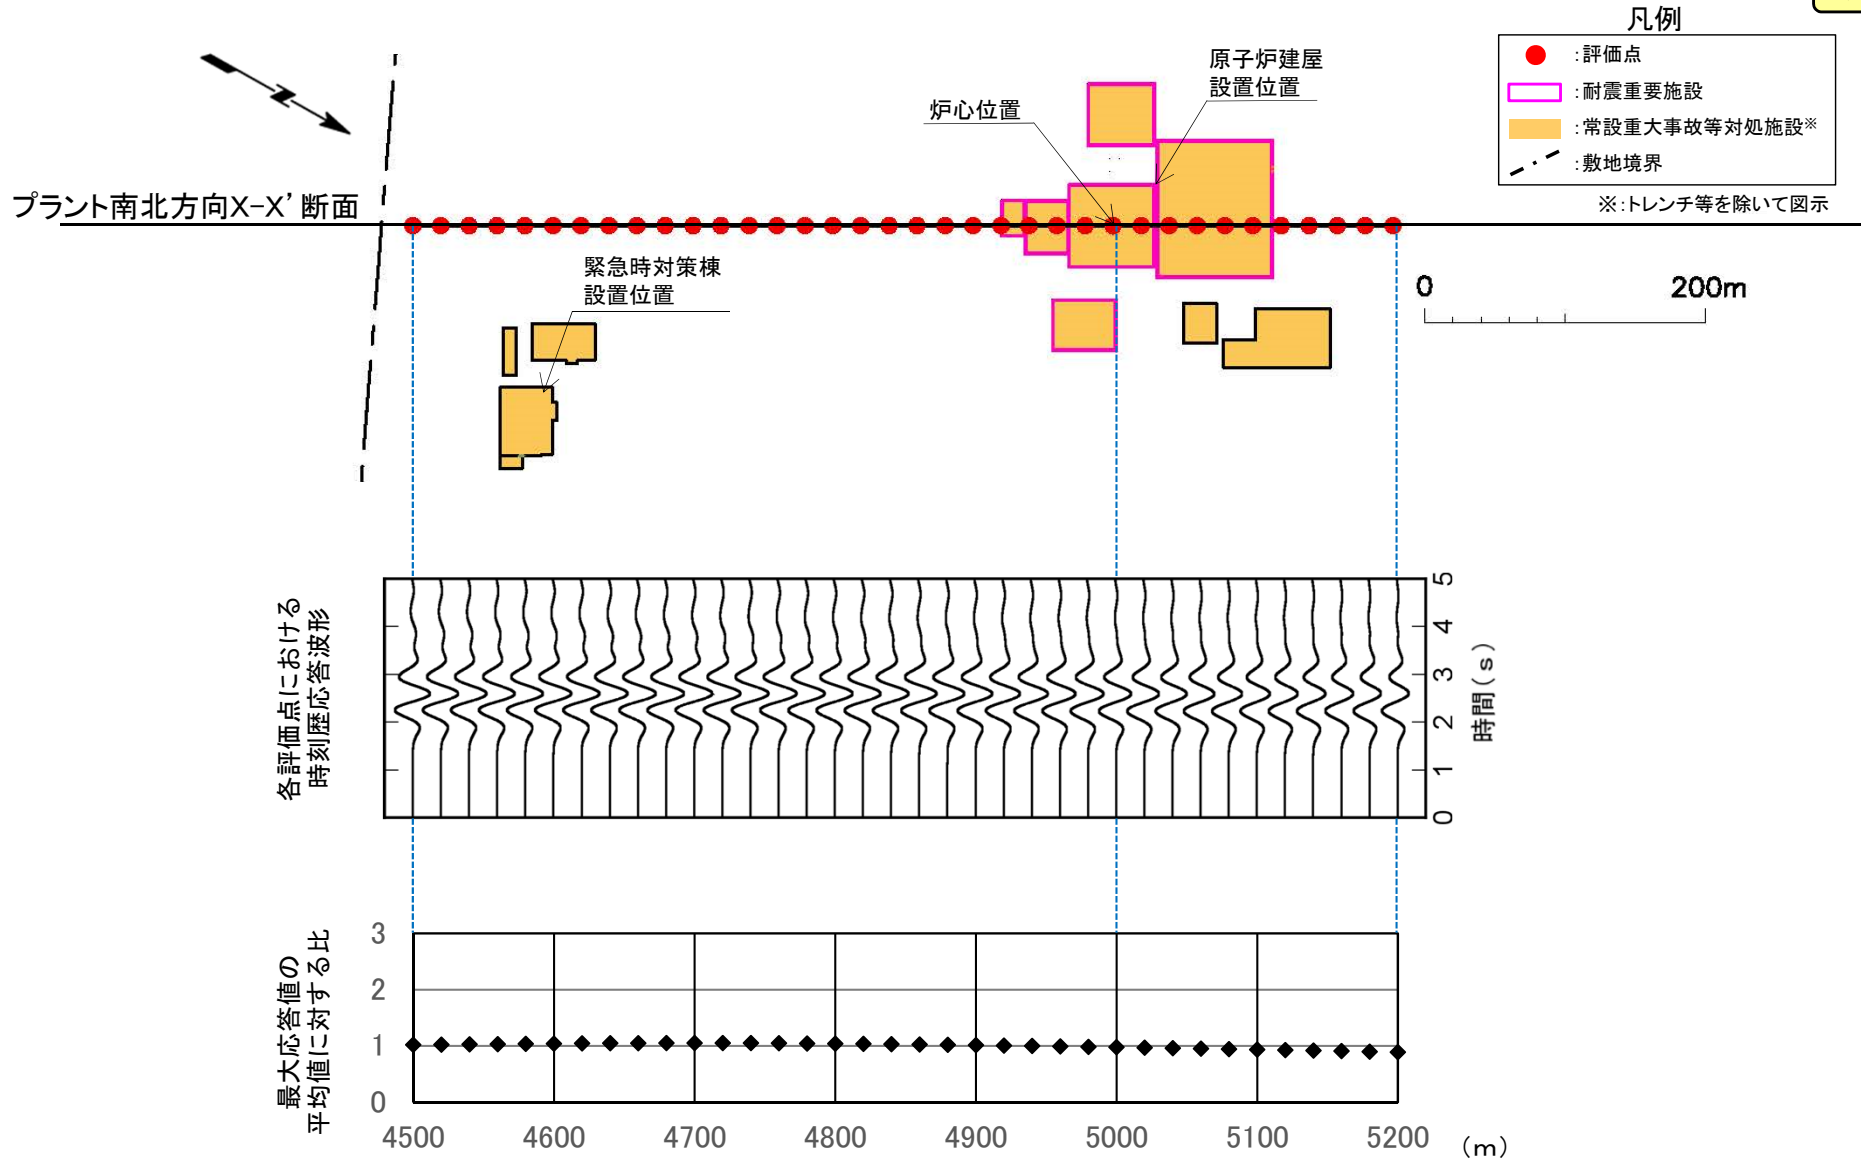 凡例
:評価点
:耐震重要施設
:常設重大事故等対処施設※
:敷地境界
※:トレンチ等を除いて図示
N
原子炉建屋
設置位置
炉心位置
プラント南北方向X-X'断面
緊急時対策棟
設置位置
0 200m
各評価点における
時刻歴応答波形
5
4
3
2
1
0
時間(s)
最大応答値の
平均値に対する比
3
2
1
0
4500 4600 4700 4800 4900 5000 5100 5200 (m)